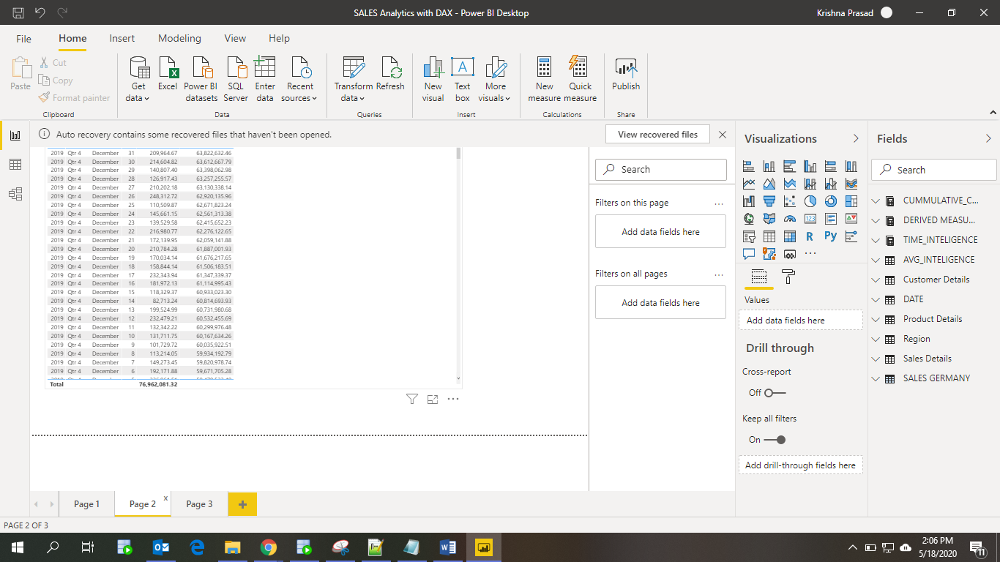 SALES Analytics with DAX - Power BI Desktop
Krishna Prasad
File Home Insert Modeling View Help
Paste
Cut
Copy
Format painter
Clipboard
Get data
Excel
Power BI datasets
SQL Server
Enter data
Recent sources
Data
Transform data
Refresh
Queries
New visual
Text box
More visuals
Insert
New measure
Quick measure
Calculations
Publish
Share
Auto recovery contains some recovered files that haven't been opened.
View recovered files
2019 Qtr 4 December 31 209,964.67 63,822,632.46
2019 Qtr 4 December 30 214,604.82 63,612,667.79
2019 Qtr 4 December 29 140,807.40 63,398,062.98
2019 Qtr 4 December 28 126,917.43 63,257,255.57
2019 Qtr 4 December 27 210,202.18 63,130,338.14
2019 Qtr 4 December 26 248,312.72 62,920,135.96
2019 Qtr 4 December 25 110,509.87 62,671,823.24
2019 Qtr 4 December 24 145,661.15 62,561,313.38
2019 Qtr 4 December 23 139,529.58 62,415,652.23
2019 Qtr 4 December 22 216,980.77 62,276,122.65
2019 Qtr 4 December 21 172,139.95 62,059,141.88
2019 Qtr 4 December 20 210,784.28 61,887,001.93
2019 Qtr 4 December 19 170,034.14 61,676,217.65
2019 Qtr 4 December 18 158,844.14 61,506,183.51
2019 Qtr 4 December 17 232,343.94 61,347,339.37
2019 Qtr 4 December 16 181,972.13 61,114,995.43
2019 Qtr 4 December 15 118,329.37 60,933,023.30
2019 Qtr 4 December 14 82,713.24 60,814,693.93
2019 Qtr 4 December 13 199,524.99 60,731,980.68
2019 Qtr 4 December 12 232,479.21 60,532,455.69
2019 Qtr 4 December 11 132,342.22 60,299,976.48
2019 Qtr 4 December 10 131,711.75 60,167,634.26
2019 Qtr 4 December 9 101,729.72 60,035,922.51
2019 Qtr 4 December 8 113,214.05 59,934,192.79
2019 Qtr 4 December 7 149,273.45 59,820,978.74
2019 Qtr 4 December 6 192,171.88 59,671,705.28
Total 76,962,081.32
Search
Filters on this page ...
Add data fields here
Filters on all pages ...
Add data fields here
Visualizations
R
Py
123
...
Values
Add data fields here
Drill through
Cross-report
Off
Keep all filters
On
Add drill-through fields here
Fields
Search
CUMMULATIVE_C...
DERIVED MEASU...
TIME_INTELIGENCE
AVG_INTELIGENCE
Customer Details
DATE
Product Details
Region
Sales Details
SALES GERMANY
Page 1
Page 2 x
Page 3
+
PAGE 2 OF 3
2:06 PM
5/18/2020
11